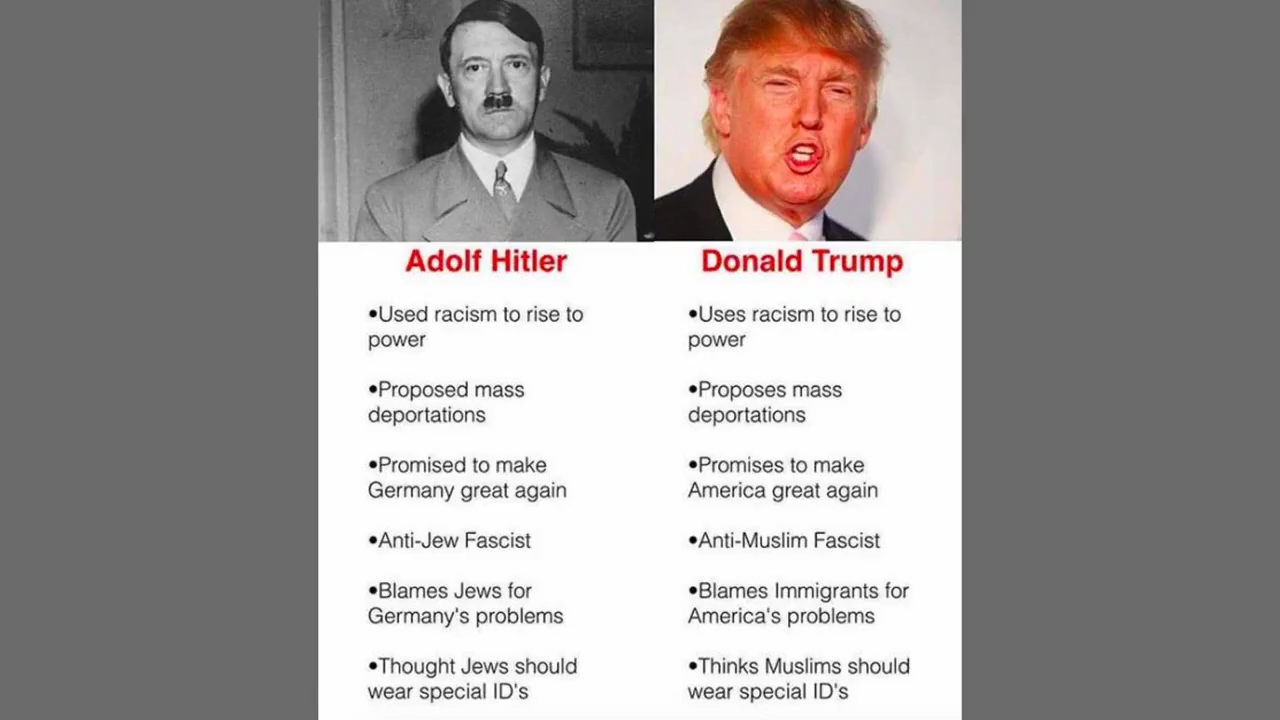 Adolf Hitler
•Used racism to rise to
power
•Proposed mass
deportations
•Promised to make
Germany great again
•Anti-Jew Fascist
•Blames Jews for
Germany's problems
•Thought Jews should
wear special ID's
Donald Trump
•Uses racism to rise to
power
•Proposes mass
deportations
•Promises to make
America great again
•Anti-Muslim Fascist
•Blames Immigrants for
America's problems
•Thinks Muslims should
wear special ID's